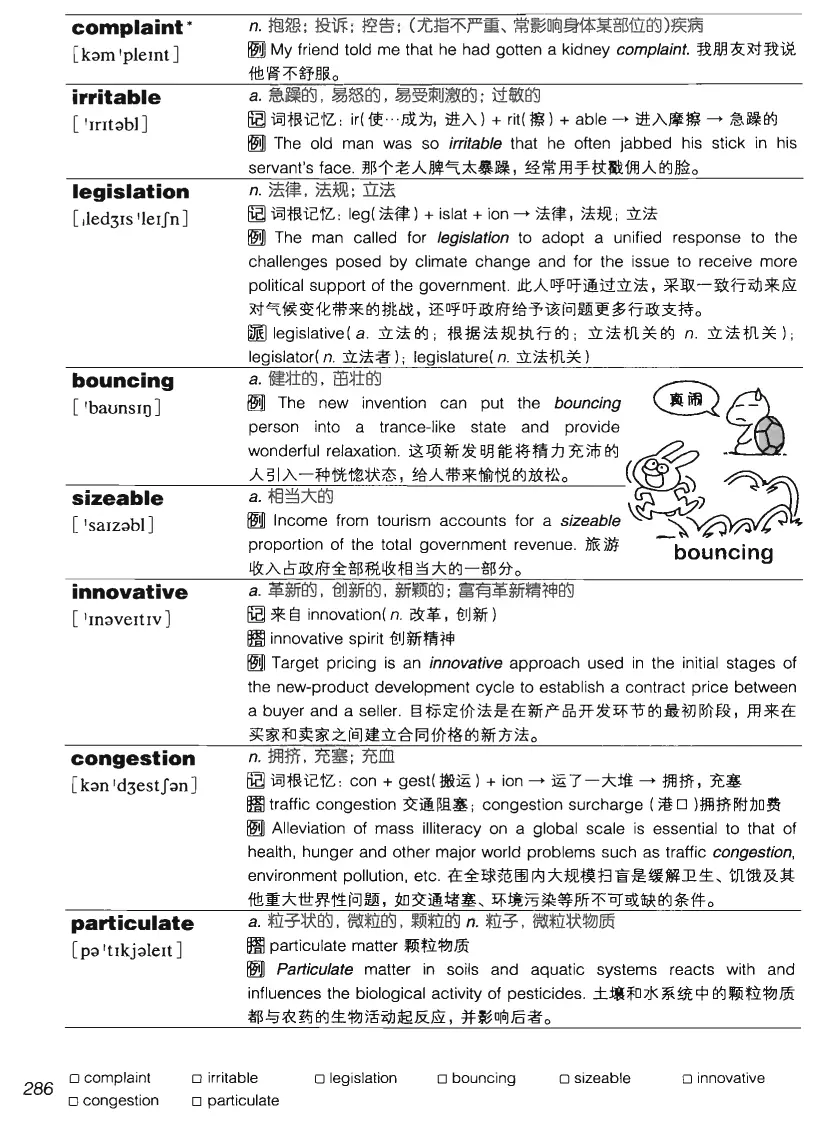 complaint*
n. 抱怨；投诉；控告；(尤指不严重、常影响身体某部位的)疾病
[kəmˈpleɪnt]
例 My friend told me that he had gotten a kidney complaint. 我朋友对我说
他肾不舒服。
irritable
a. 急躁的，易怒的，易受刺激的；过敏的
[ˈɪrɪtəbl]
记 词根记忆：ir(使…成为，进入) + rit(擦) + able → 进入摩擦 → 急躁的
例 The old man was so irritable that he often jabbed his stick in his
servant's face. 那个老人脾气太暴躁，经常用手杖戳佣人的脸。
legislation
n. 法律，法规；立法
[ˌledʒɪsˈleɪʃn]
记 词根记忆：leg(法律) + islat + ion → 法律，法规；立法
例 The man called for legislation to adopt a unified response to the
challenges posed by climate change and for the issue to receive more
political support of the government. 此人呼吁通过立法，采取一致行动来应
对气候变化带来的挑战，还呼吁政府给予该问题更多行政支持。
派 legislative(a. 立法的；根据法规执行的；立法机关的 n. 立法机关)；
legislator(n. 立法者)；legislature(n. 立法机关)
bouncing
a. 健壮的，茁壮的
[ˈbaʊnsɪŋ]
例 The new invention can put the bouncing
person into a trance-like state and provide
wonderful relaxation. 这项新发明能将精力充沛的
人引入一种恍惚状态，给人带来愉悦的放松。
真闹
bouncing
sizeable
a. 相当大的
[ˈsaɪzəbl]
例 Income from tourism accounts for a sizeable
proportion of the total government revenue. 旅游
收入占政府全部税收相当大的一部分。
innovative
a. 革新的，创新的，新颖的；富有革新精神的
[ˈɪnəveɪtɪv]
记 来自 innovation(n. 改革，创新)
搭 innovative spirit 创新精神
例 Target pricing is an innovative approach used in the initial stages of
the new-product development cycle to establish a contract price between
a buyer and a seller. 目标定价法是在新产品开发环节的最初阶段，用来在
买家和卖家之间建立合同价格的新方法。
congestion
n. 拥挤，充塞；充血
[kənˈdʒestʃən]
记 词根记忆：con + gest(搬运) + ion → 运了一大堆 → 拥挤，充塞
搭 traffic congestion 交通阻塞；congestion surcharge (港口)拥挤附加费
例 Alleviation of mass illiteracy on a global scale is essential to that of
health, hunger and other major world problems such as traffic congestion,
environment pollution, etc. 在全球范围内大规模扫盲是缓解卫生、饥饿及其
他重大世界性问题，如交通堵塞、环境污染等所不可或缺的条件。
particulate
a. 粒子状的，微粒的，颗粒的 n. 粒子，微粒状物质
[pəˈtɪkjəleɪt]
搭 particulate matter 颗粒物质
例 Particulate matter in soils and aquatic systems reacts with and
influences the biological activity of pesticides. 土壤和水系统中的颗粒物质
都与农药的生物活动起反应，并影响后者。
□ complaint □ irritable □ legislation □ bouncing □ sizeable □ innovative
286
□ congestion □ particulate